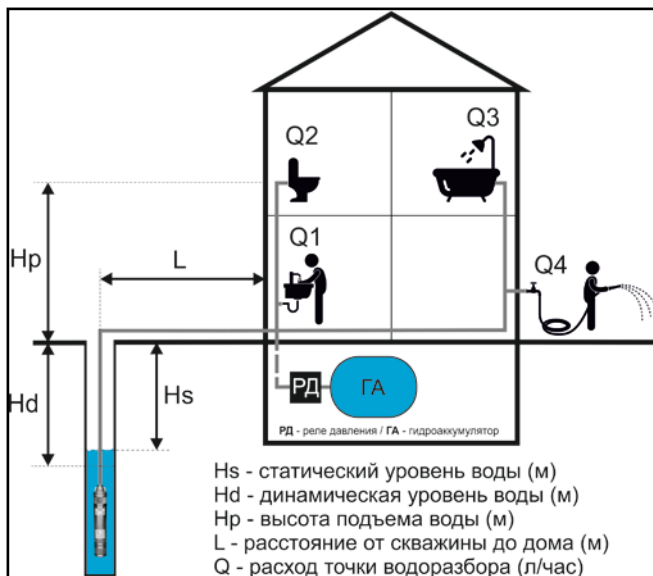 Q2
Q3
Hp
L
Q1
Q4
Hd
Hs
РД
ГА
РД - реле давления / ГА - гидроаккумулятор
Hs - статический уровень воды (м)
Hd - динамическая уровень воды (м)
Hp - высота подъема воды (м)
L - расстояние от скважины до дома (м)
Q - расход точки водоразбора (л/час)